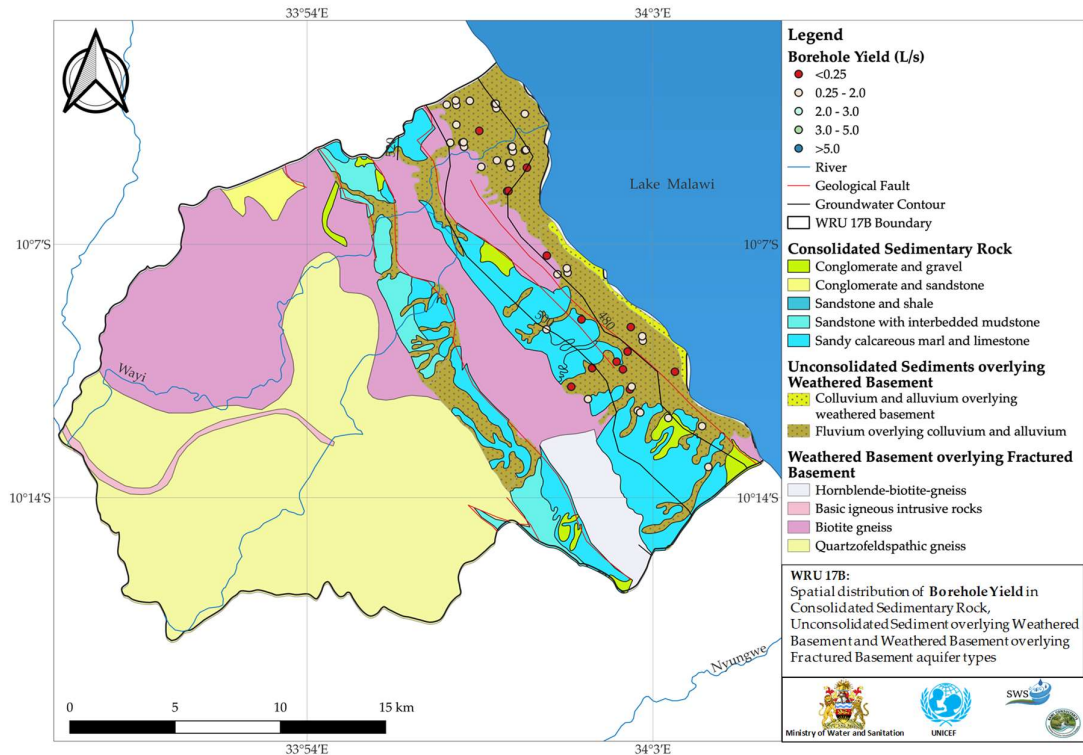 33°54'E
34°3'E
Legend
Borehole Yield (L/s)
<0.25
0.25 - 2.0
2.0 - 3.0
3.0 - 5.0
>5.0
River
Geological Fault
Groundwater Contour
WRU 17B Boundary
Consolidated Sedimentary Rock
Conglomerate and gravel
Conglomerate and sandstone
Sandstone and shale
Sandstone with interbedded mudstone
Sandy calcareous marl and limestone
Unconsolidated Sediments overlying
Weathered Basement
Colluvium and alluvium overlying
weathered basement
Fluvium overlying colluvium and alluvium
Weathered Basement overlying Fractured
Basement
Hornblende-biotite-gneiss
Basic igneous intrusive rocks
Biotite gneiss
Quartzofeldspathic gneiss
WRU 17B:
Spatial distribution of Borehole Yield in
Consolidated Sedimentary Rock,
Unconsolidated Sediment overlying Weathered
Basement and Weathered Basement overlying
Fractured Basement aquifer types
Ministry of Water and Sanitation
UNICEF
SWS
Lake Malawi
10°7'S
10°7'S
480
Wayi
10°14'S
10°14'S
Nyungwe
0 5 10 15 km
33°54'E
34°3'E